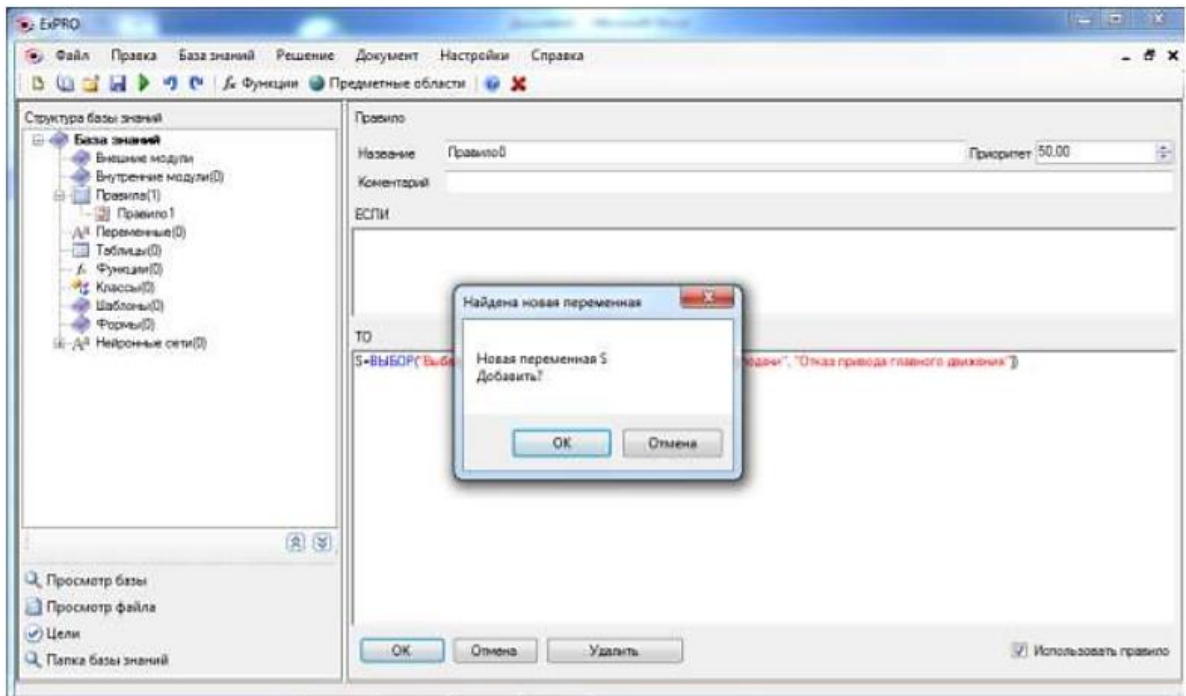 ExPRO
Файл Правка База знаний Решение Документ Настройки Справка
Функции Предметные области
Структура базы знаний
База знаний
Внешние модули
Внутренние модули(0)
Правила(1)
Правило1
Переменные(0)
Таблицы(0)
Функции(0)
Классы(0)
Шаблоны(0)
Формы(0)
Нейронные сети(0)
Просмотр базы
Просмотр файла
Цели
Папка базы знаний
Правило
Название Правило0 Приоритет 50.00
Коментарий
ЕСЛИ
ТО
S=ВЫБОР("Выбе подачи", "Отказ привода главного движения"])
Найдена новая переменная
Новая переменная S
Добавить?
OK Отмена
OK Отмена Удалить Использовать правило